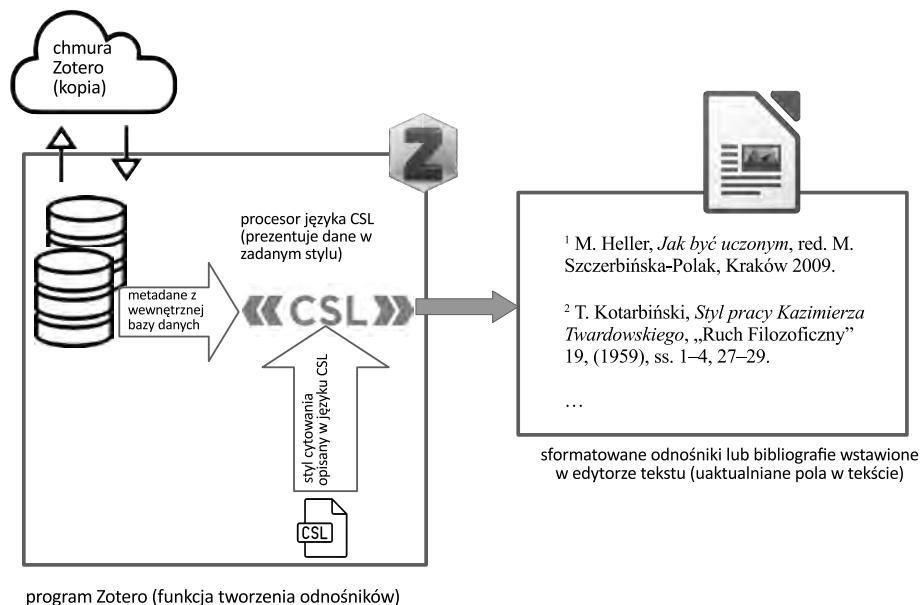 chmura
Zotero
(kopia)
Z
procesor języka CSL
(prezentuje dane w
zadanym stylu)
metadane z
wewnętrznej
bazy danych
CSL
styl cytowania
opisany w języku CSL
CSL
program Zotero (funkcja tworzenia odnośników)
1 M. Heller, Jak być uczonym, red. M.
Szczerbińska-Polak, Kraków 2009.
2 T. Kotarbiński, Styl pracy Kazimierza
Twardowskiego, „Ruch Filozoficzny”
19, (1959), ss. 1–4, 27–29.
…
sformatowane odnośniki lub bibliografie wstawione
w edytorze tekstu (uaktualniane pola w tekście)